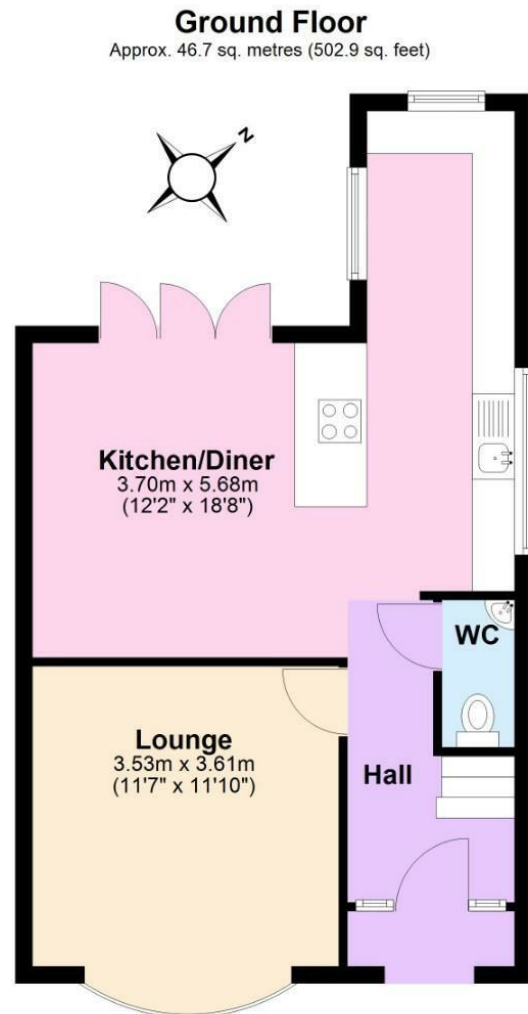 Ground Floor
Approx. 46.7 sq. metres (502.9 sq. feet)
N
Kitchen/Diner
3.70m x 5.68m
(12'2" x 18'8")
WC
Lounge
3.53m x 3.61m
(11'7" x 11'10")
Hall